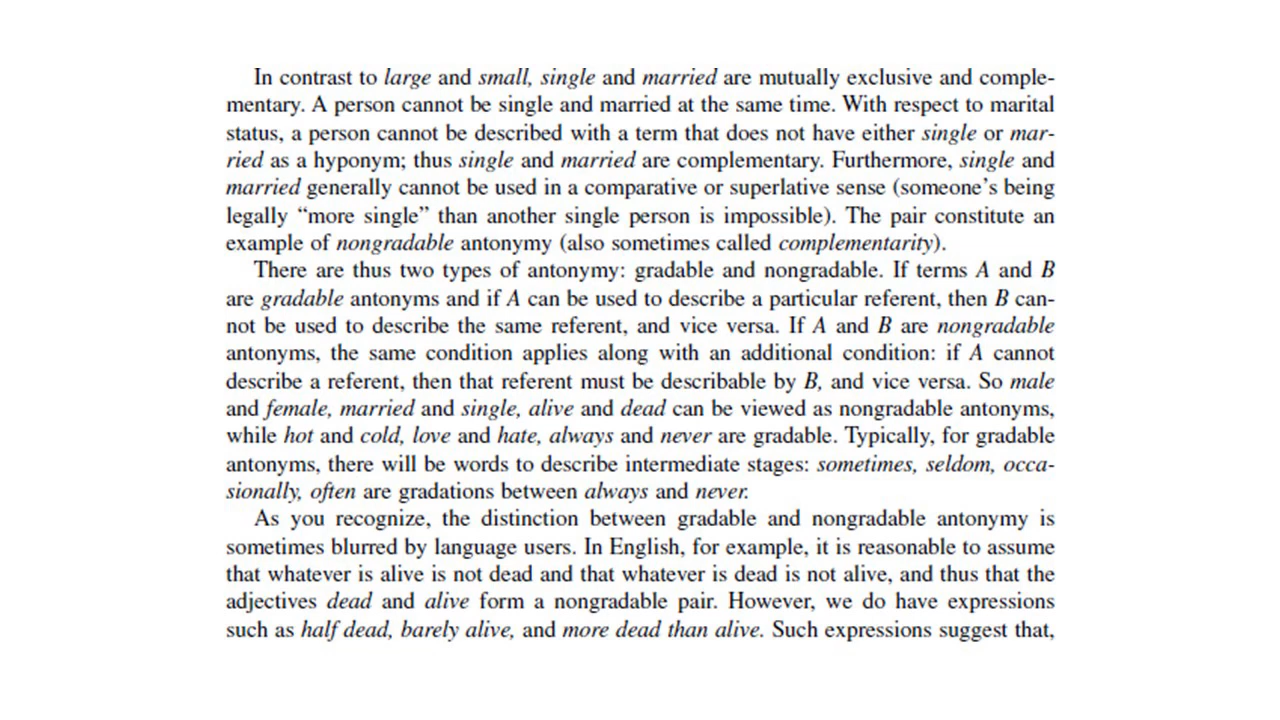 In contrast to large and small, single and married are mutually exclusive and comple-
mentary. A person cannot be single and married at the same time. With respect to marital
status, a person cannot be described with a term that does not have either single or mar-
ried as a hyponym; thus single and married are complementary. Furthermore, single and
married generally cannot be used in a comparative or superlative sense (someone's being
legally “more single” than another single person is impossible). The pair constitute an
example of nongradable antonymy (also sometimes called complementarity).
There are thus two types of antonymy: gradable and nongradable. If terms A and B
are gradable antonyms and if A can be used to describe a particular referent, then B can-
not be used to describe the same referent, and vice versa. If A and B are nongradable
antonyms, the same condition applies along with an additional condition: if A cannot
describe a referent, then that referent must be describable by B, and vice versa. So male
and female, married and single, alive and dead can be viewed as nongradable antonyms,
while hot and cold, love and hate, always and never are gradable. Typically, for gradable
antonyms, there will be words to describe intermediate stages: sometimes, seldom, occa-
sionally, often are gradations between always and never.
As you recognize, the distinction between gradable and nongradable antonymy is
sometimes blurred by language users. In English, for example, it is reasonable to assume
that whatever is alive is not dead and that whatever is dead is not alive, and thus that the
adjectives dead and alive form a nongradable pair. However, we do have expressions
such as half dead, barely alive, and more dead than alive. Such expressions suggest that,